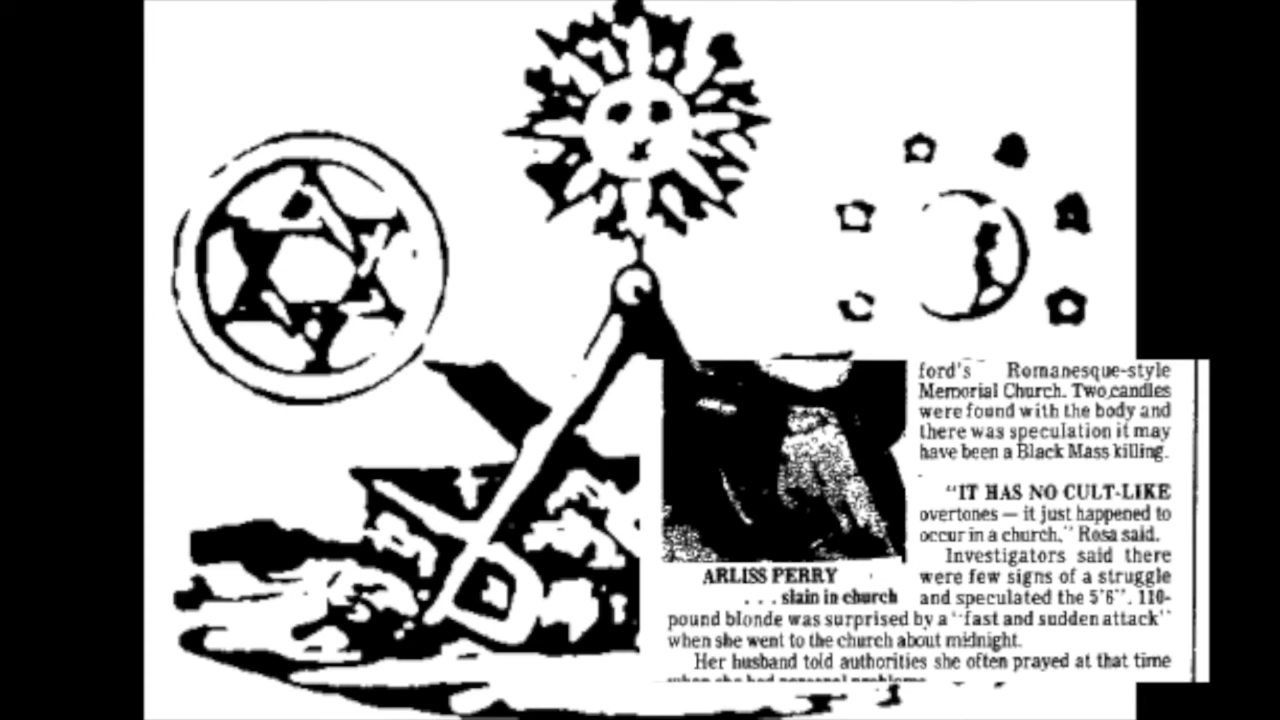 ford's Romanesque-style
Memorial Church. Two candles
were found with the body and
there was speculation it may
have been a Black Mass killing.
"IT HAS NO CULT-LIKE
overtones — it just happened to
occur in a church," Rosa said.
Investigators said there
were few signs of a struggle
and speculated the 5'6", 110-
ARLISS PERRY
... slain in church
pound blonde was surprised by a "fast and sudden attack"
when she went to the church about midnight.
Her husband told authorities she often prayed at that time